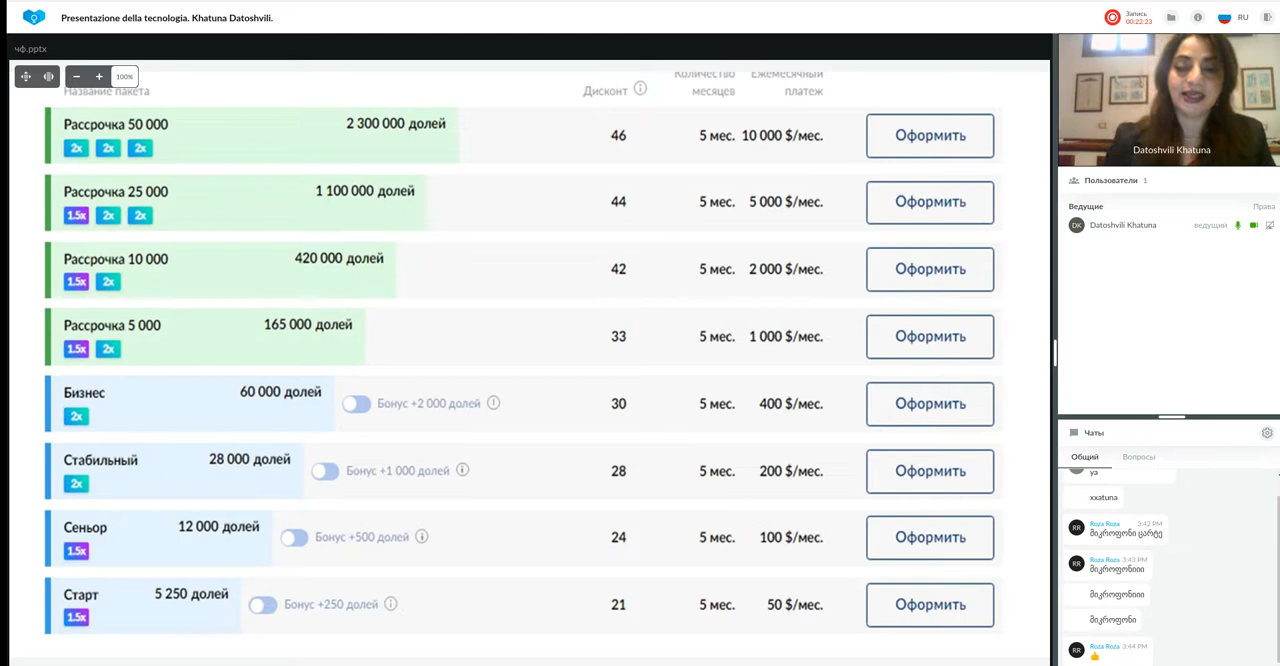 Presentazione della tecnologia. Khatuna Datoshvili.
Запись
00:22:23
RU
чф.pptx
100%
Название пакета
Дисконт
Количество месяцев
Ежемесячный платеж
Рассрочка 50 000
2 300 000 долей
2x 2x 2x
46
5 мес.
10 000 $/мес.
Оформить
Рассрочка 25 000
1 100 000 долей
1.5x 2x 2x
44
5 мес.
5 000 $/мес.
Оформить
Рассрочка 10 000
420 000 долей
1.5x 2x
42
5 мес.
2 000 $/мес.
Оформить
Рассрочка 5 000
165 000 долей
1.5x 2x
33
5 мес.
1 000 $/мес.
Оформить
Бизнес
60 000 долей
2x
Бонус +2 000 долей
30
5 мес.
400 $/мес.
Оформить
Стабильный
28 000 долей
2x
Бонус +1 000 долей
28
5 мес.
200 $/мес.
Оформить
Сеньор
12 000 долей
1.5x
Бонус +500 долей
24
5 мес.
100 $/мес.
Оформить
Старт
5 250 долей
1.5x
Бонус +250 долей
21
5 мес.
50 $/мес.
Оформить
Datoshvili Khatuna
Пользователи 1
Ведущие
Права
DK
Datoshvili Khatuna
ведущий
Чаты
Общий
Вопросы
ya
xxatuna
RR
Roza Roza 3:42 PM
მიკროფონი ცარტე
RR
Roza Roza 3:43 PM
მიკროფონიიი
მიკროფონიიი
მიკროფონი
RR
Roza Roza 3:44 PM
👍